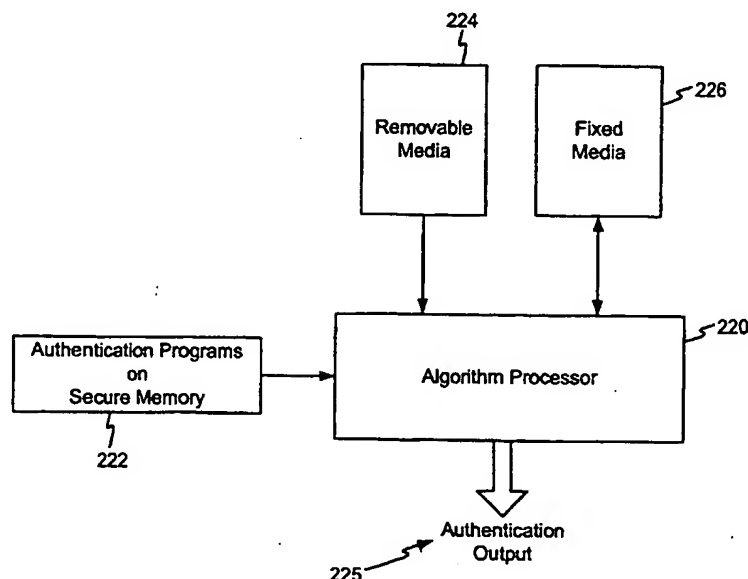 224
226
Removable
Media
Fixed
Media
220
Authentication Programs
on
Secure Memory
Algorithm Processor
222
Authentication
Output
225